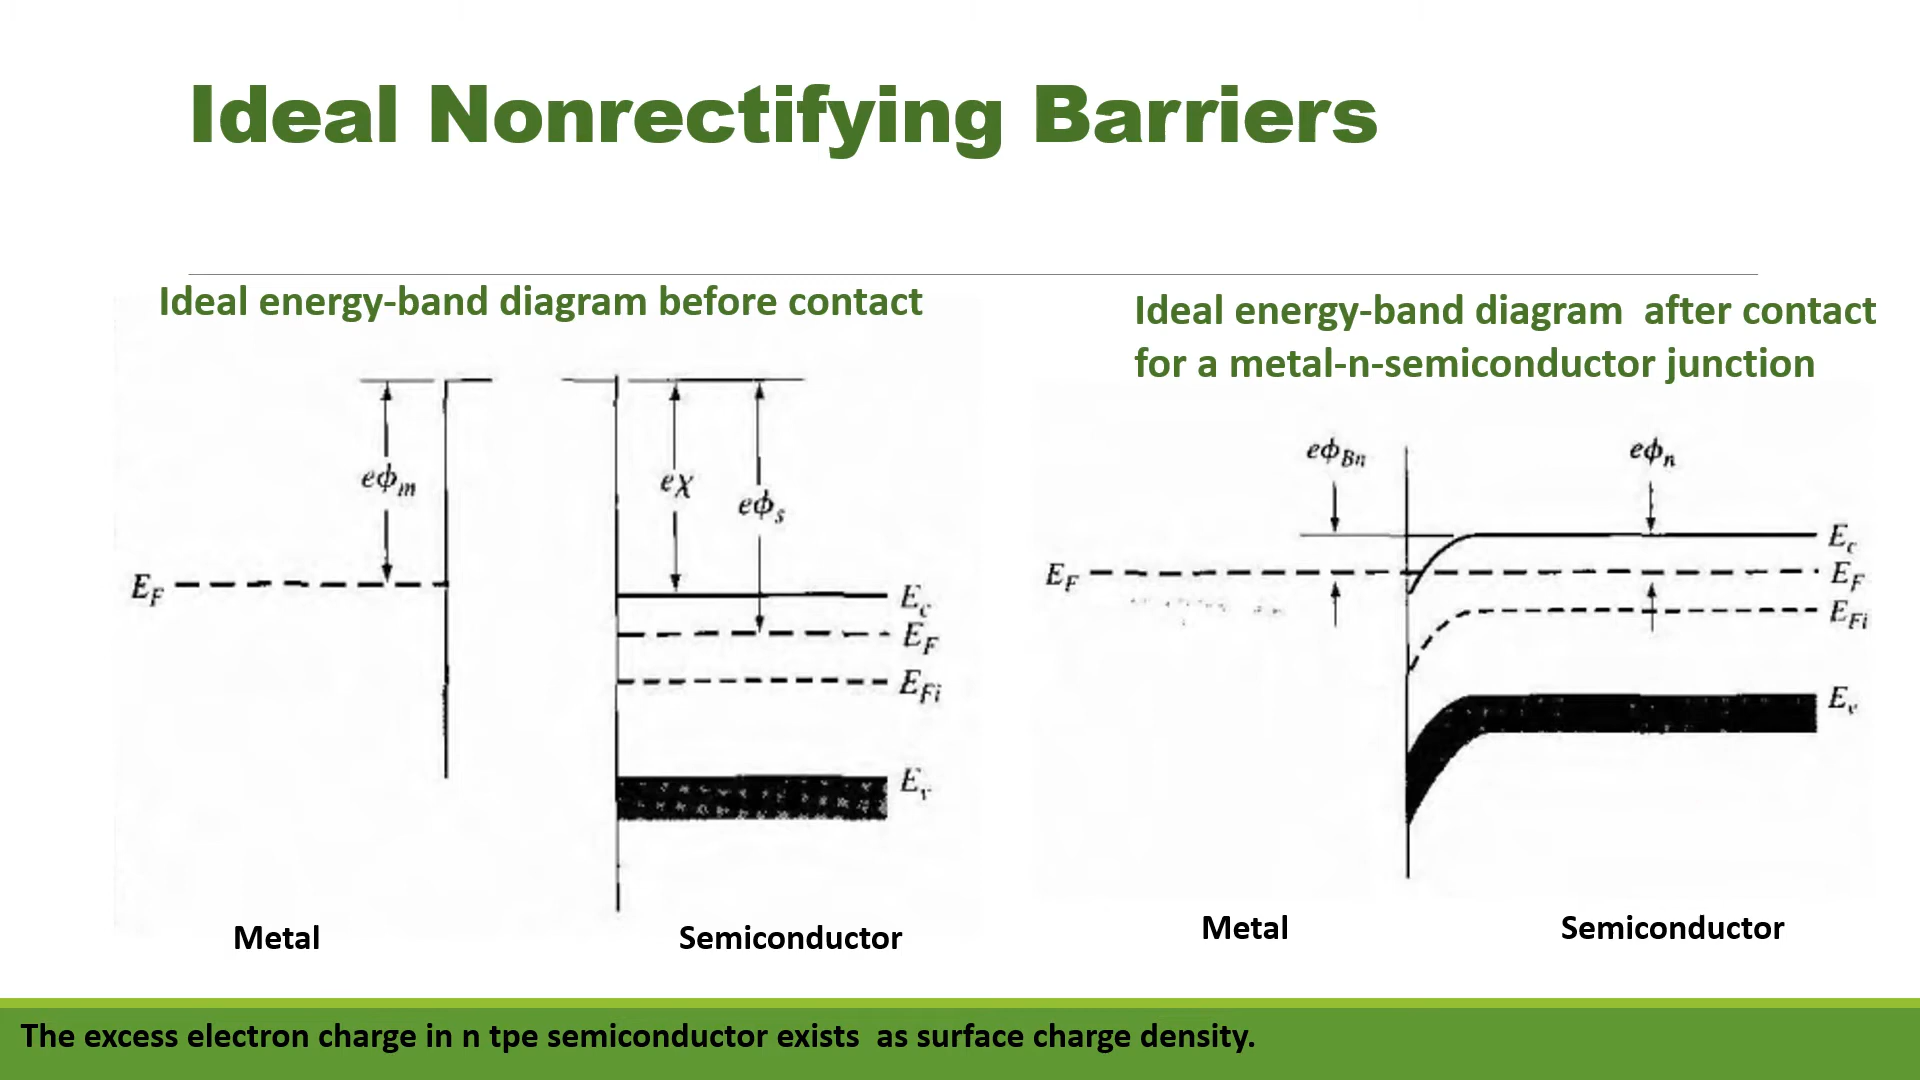 Ideal Nonrectifying Barriers
Ideal energy-band diagram before contact
eϕm
eχ
eϕs
EF
Ec
EF
EFi
Ev
Metal
Semiconductor
Ideal energy-band diagram  after contact
for a metal-n-semiconductor junction
eϕBn
eϕn
Ec
EF
EF
EFi
Ev
Metal
Semiconductor
The excess electron charge in n tpe semiconductor exists  as surface charge density.